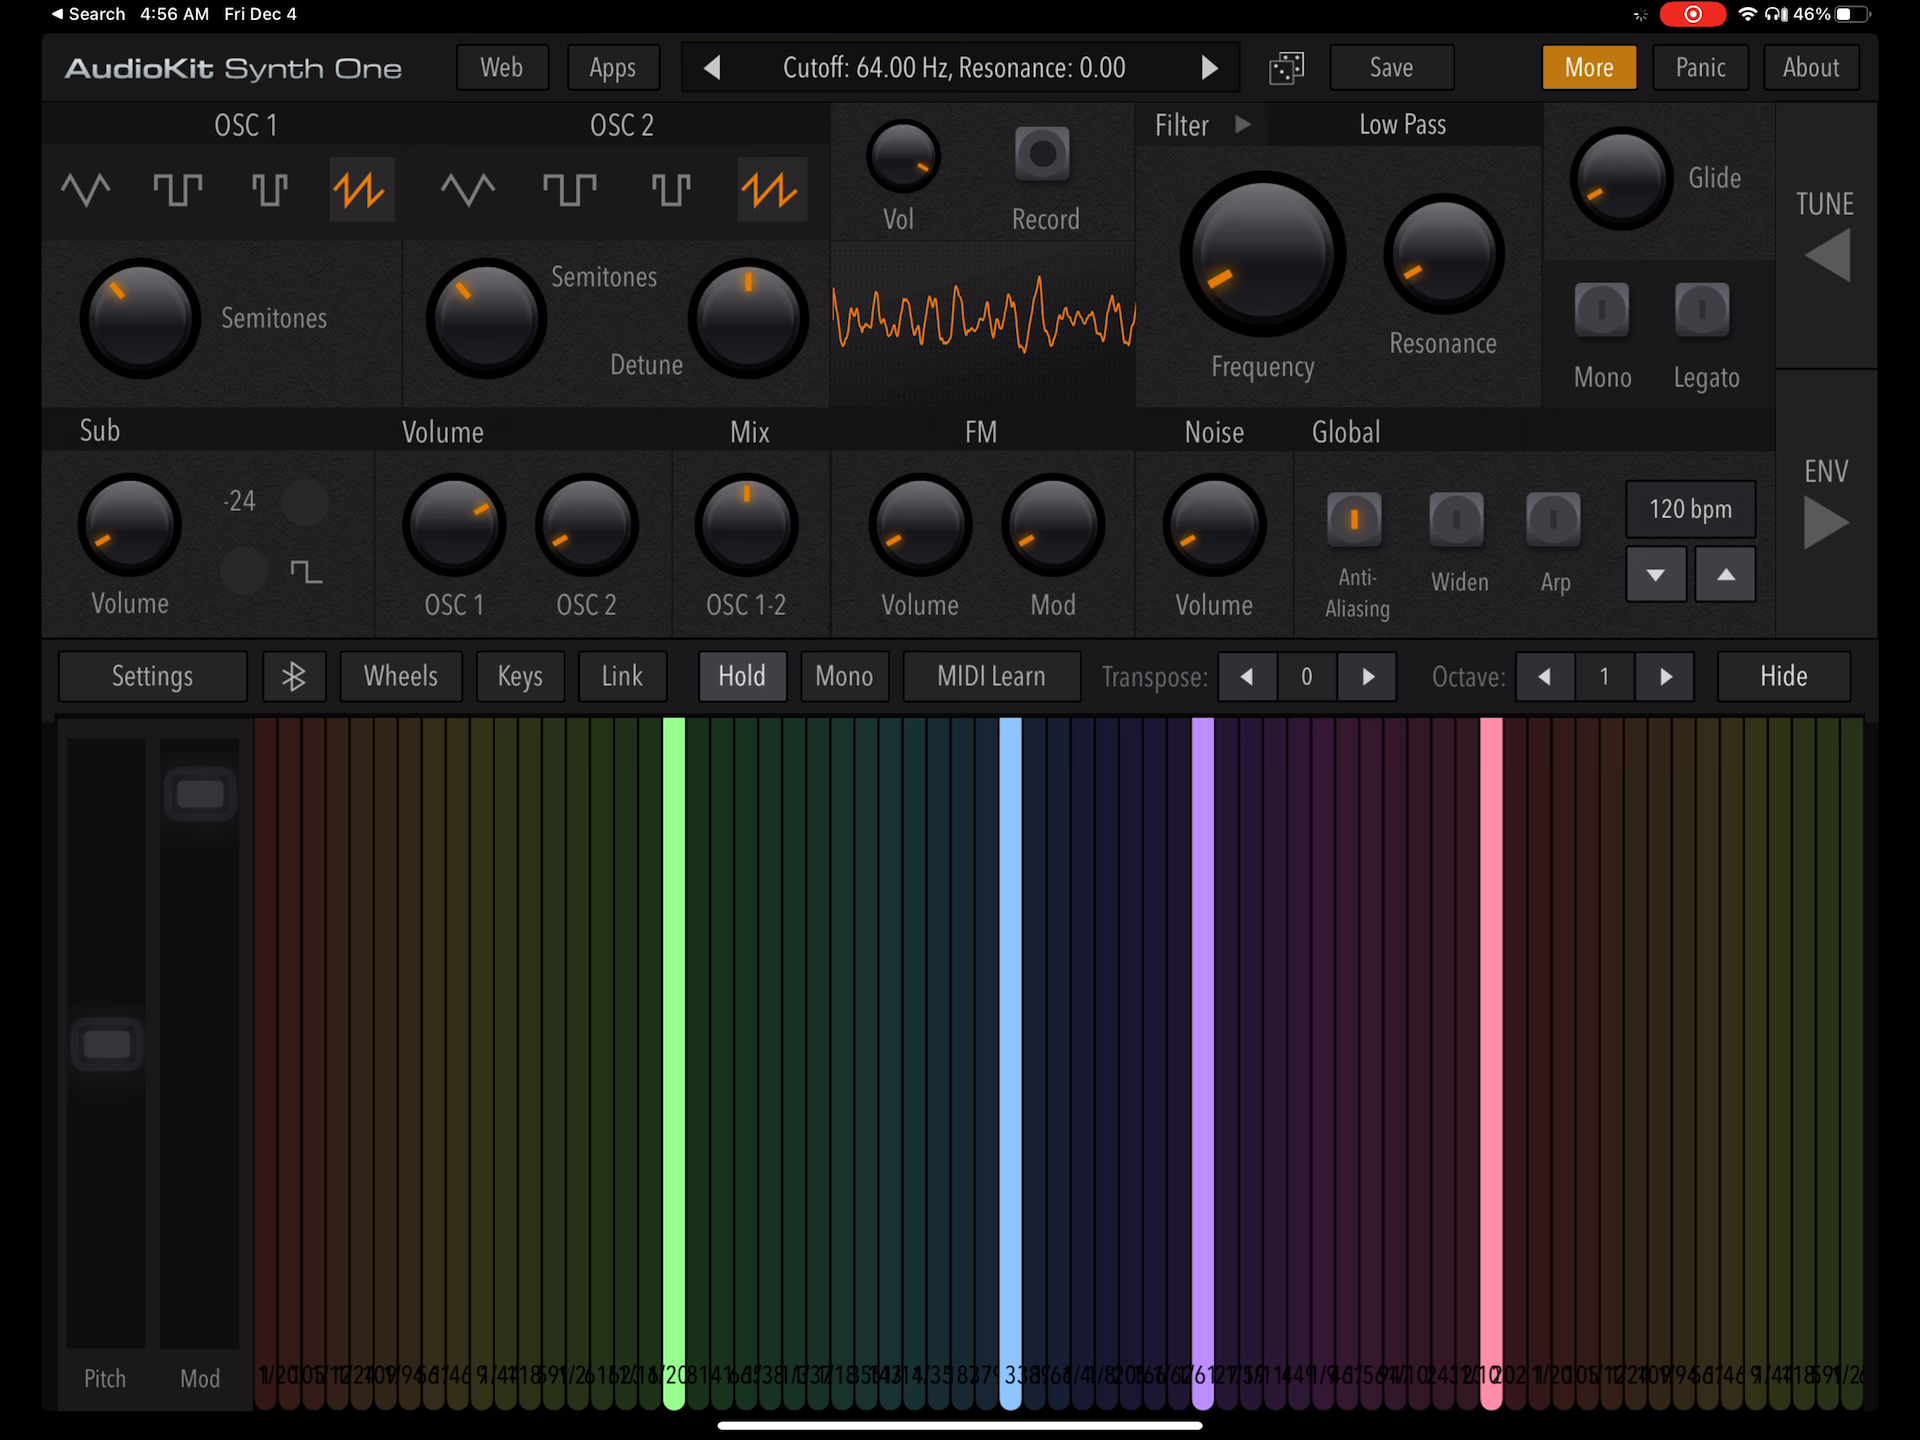 Search 4:56 AM Fri Dec 4
46%
AudioKit Synth One
Web
Apps
Cutoff: 64.00 Hz, Resonance: 0.00
Save
More
Panic
About
OSC 1
OSC 2
Vol
Record
Filter
Low Pass
Glide
TUNE
Semitones
Semitones
Detune
Frequency
Resonance
Mono
Legato
Sub
Volume
Mix
FM
Noise
Global
ENV
-24
120 bpm
Volume
OSC 1
OSC 2
OSC 1-2
Volume
Mod
Volume
Anti-
Aliasing
Widen
Arp
Settings
Wheels
Keys
Link
Hold
Mono
MIDI Learn
Transpose:
0
Octave:
1
Hide
Pitch
Mod